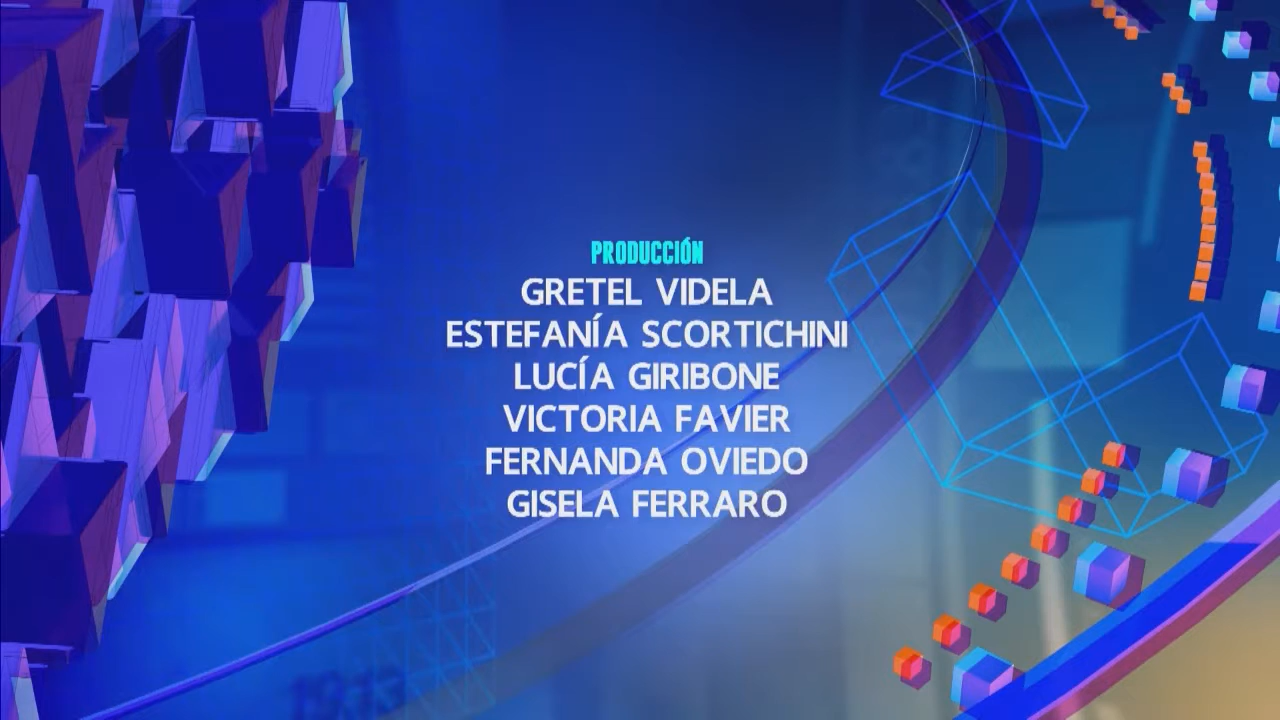 PRODUCCIÓN
GRETEL VIDELA
ESTEFANÍA SCORTICHINI
LUCÍA GIRIBONE
VICTORIA FAVIER
FERNANDA OVIEDO
GISELA FERRARO